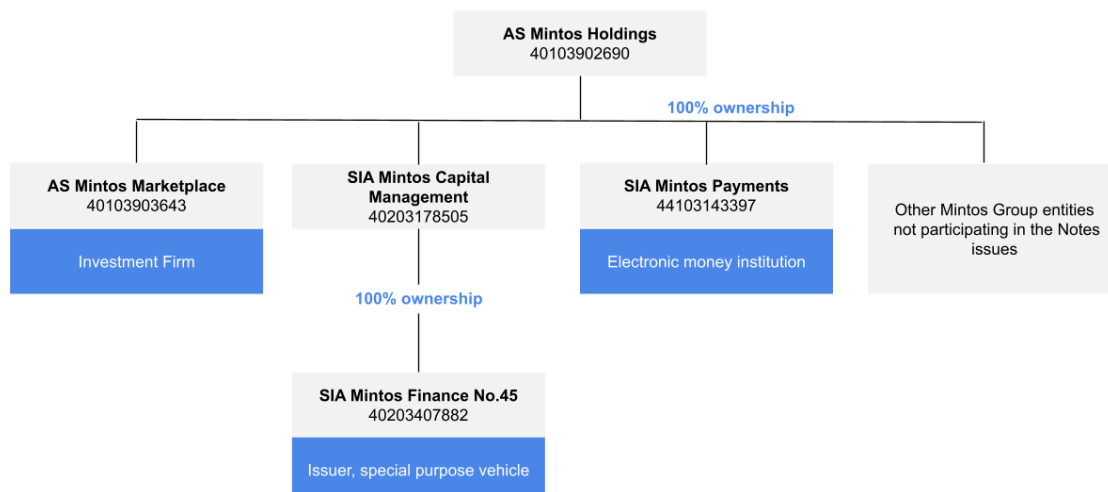 AS Mintos Holdings
40103902690
100% ownership
AS Mintos Marketplace
40103903643
Investment Firm
SIA Mintos Capital
Management
40203178505
SIA Mintos Payments
44103143397
Electronic money institution
Other Mintos Group entities
not participating in the Notes
issues
100% ownership
SIA Mintos Finance No.45
40203407882
Issuer, special purpose vehicle